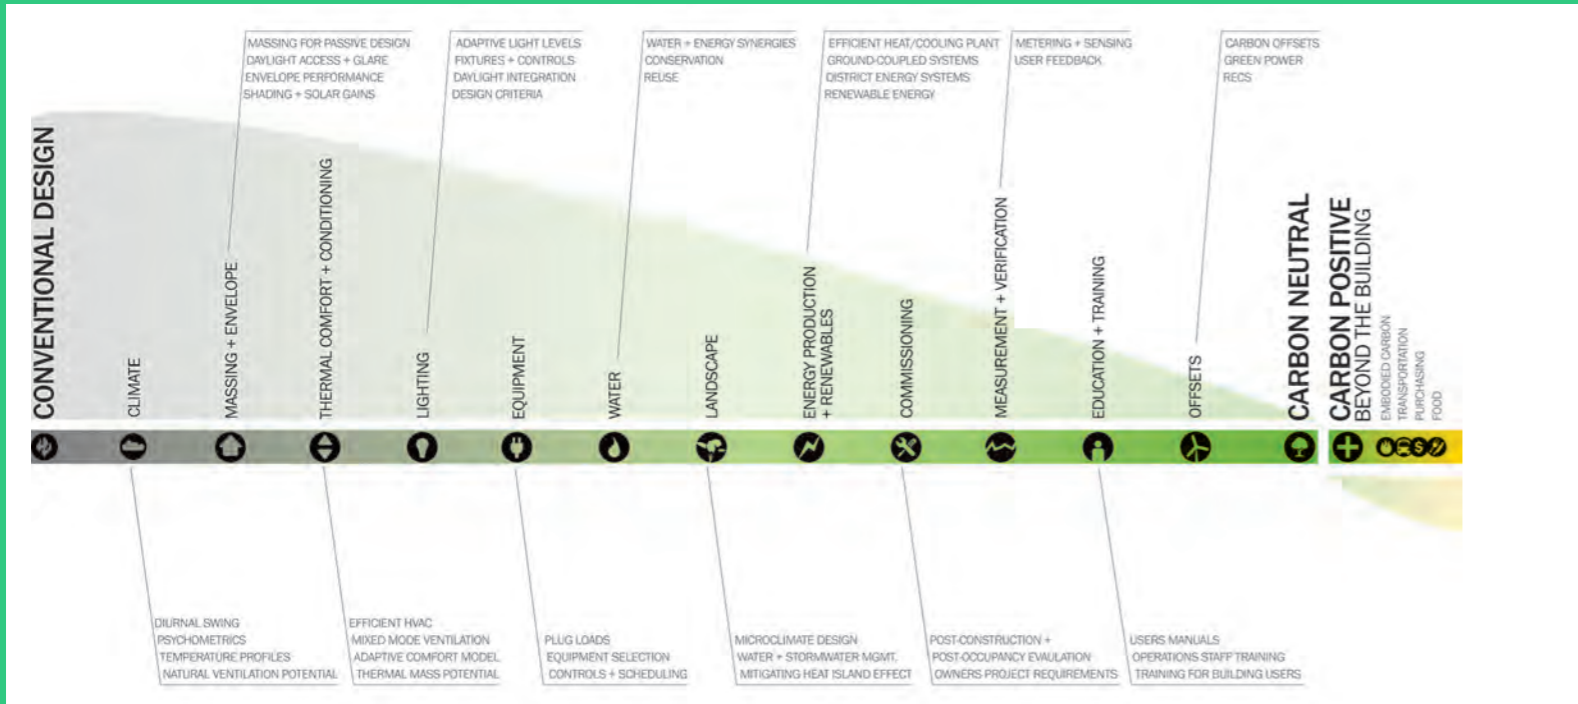 MASSING FOR PASSIVE DESIGN
DAYLIGHT ACCESS + GLARE
ENVELOPE PERFORMANCE
SHADING + SOLAR GAINS
ADAPTIVE LIGHT LEVELS
FIXTURES + CONTROLS
DAYLIGHT INTEGRATION
DESIGN CRITERIA
WATER + ENERGY SYNERGIES
CONSERVATION
REUSE
EFFICIENT HEAT/COOLING PLANT
GROUND-COUPLED SYSTEMS
DISTRICT ENERGY SYSTEMS
RENEWABLE ENERGY
METERING + SENSING
USER FEEDBACK
CARBON OFFSETS
GREEN POWER
RECS
CONVENTIONAL DESIGN
CLIMATE
MASSING + ENVELOPE
THERMAL COMFORT + CONDITIONING
LIGHTING
EQUIPMENT
WATER
LANDSCAPE
ENERGY PRODUCTION
+ RENEWABLES
COMMISSIONING
MEASUREMENT + VERIFICATION
EDUCATION + TRAINING
OFFSETS
CARBON NEUTRAL
CARBON POSITIVE
BEYOND THE BUILDING
EMBODIED CARBON
TRANSPORTATION
PURCHASING
FOOD
DIURNAL SWING
PSYCHOMETRICS
TEMPERATURE PROFILES
NATURAL VENTILATION POTENTIAL
EFFICIENT HVAC
MIXED MODE VENTILATION
ADAPTIVE COMFORT MODEL
THERMAL MASS POTENTIAL
PLUG LOADS
EQUIPMENT SELECTION
CONTROLS + SCHEDULING
MICROCLIMATE DESIGN
WATER + STORMWATER MGMT.
MITIGATING HEAT ISLAND EFFECT
POST-CONSTRUCTION +
POST-OCCUPANCY EVAULATION
OWNERS PROJECT REQUIREMENTS
USERS MANUALS
OPERATIONS STAFF TRAINING
TRAINING FOR BUILDING USERS